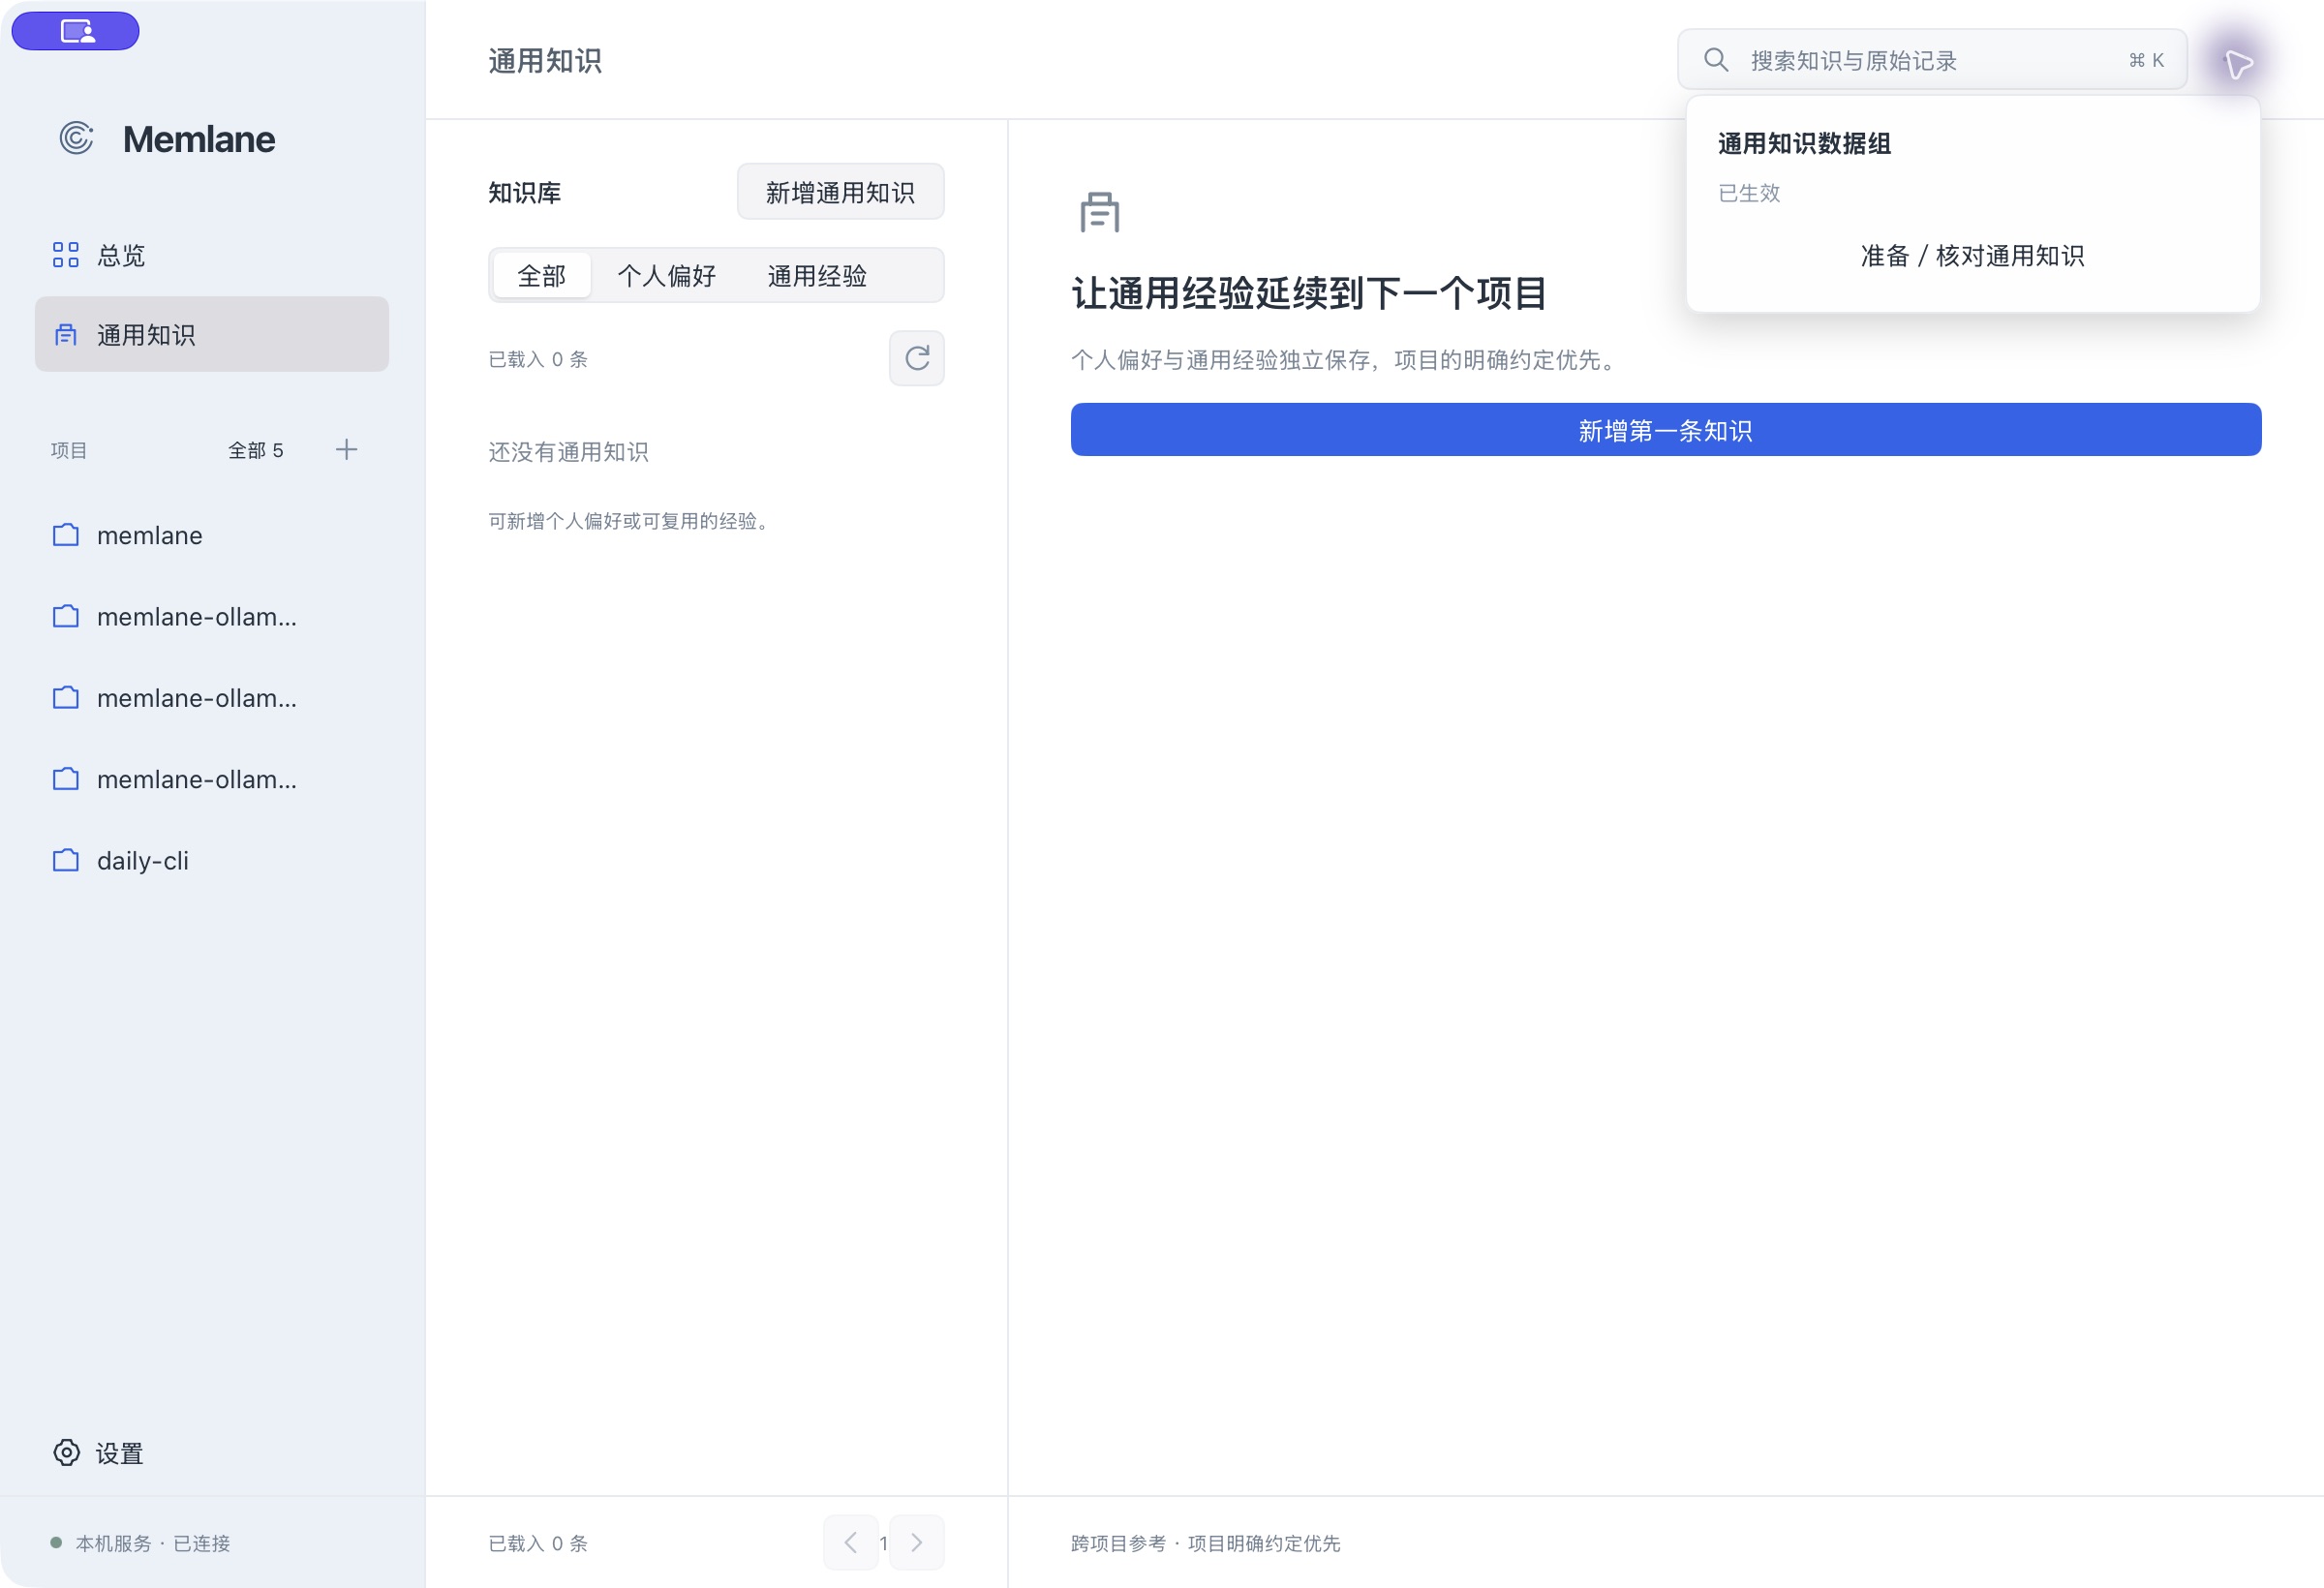 Memlane
总览
通用知识
项目
全部 5
memlane
memlane-ollam...
memlane-ollam...
memlane-ollam...
daily-cli
设置
本机服务 · 已连接
通用知识
搜索知识与原始记录
⌘ K
知识库
新增通用知识
全部
个人偏好
通用经验
已载入 0 条
还没有通用知识
可新增个人偏好或可复用的经验。
已载入 0 条
1
通用知识数据组
已生效
准备 / 核对通用知识
让通用经验延续到下一个项目
个人偏好与通用经验独立保存，项目的明确约定优先。
新增第一条知识
跨项目参考 · 项目明确约定优先